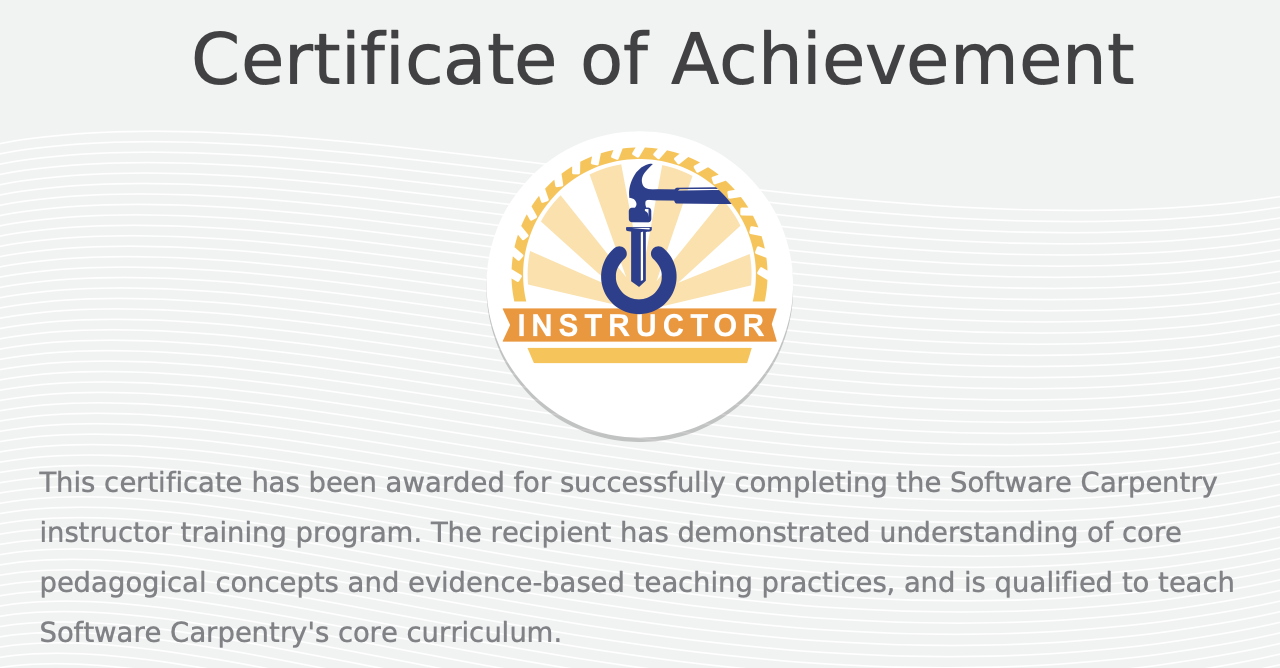 Certificate of Achievement
INSTRUCTOR
This certificate has been awarded for successfully completing the Software Carpentry
instructor training program. The recipient has demonstrated understanding of core
pedagogical concepts and evidence-based teaching practices, and is qualified to teach
Software Carpentry's core curriculum.